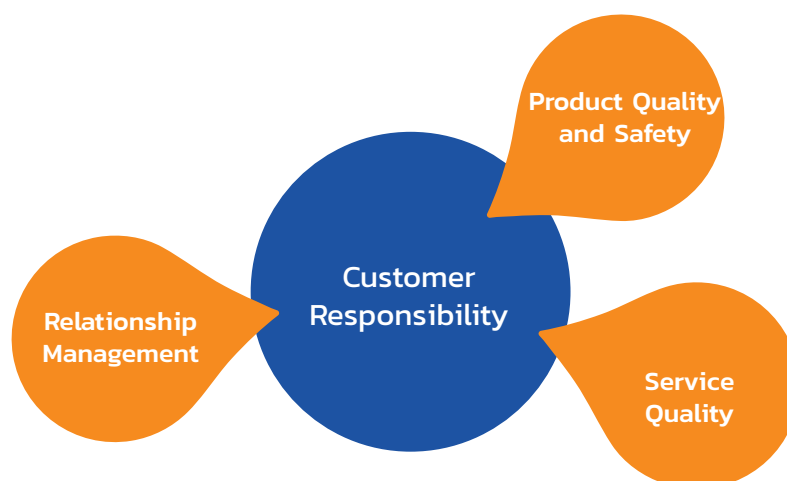 Product Quality
and Safety
Customer
Responsibility
Relationship
Management
Service
Quality